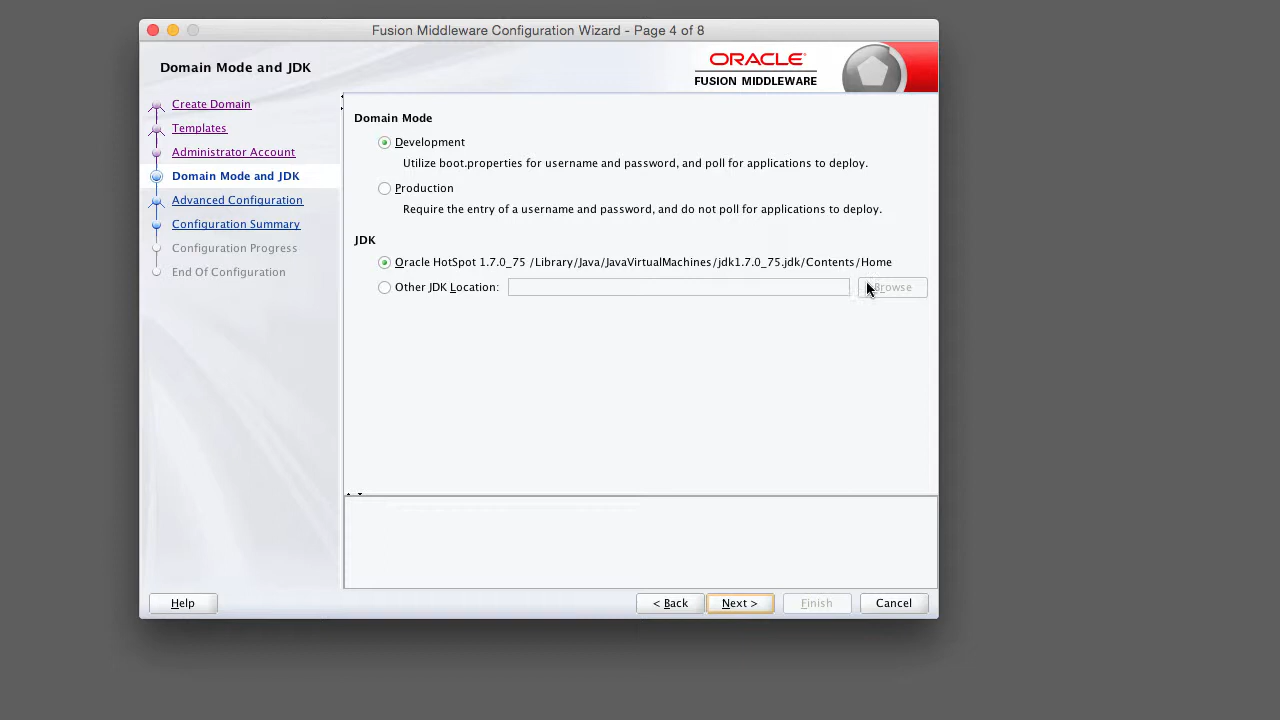 Fusion Middleware Configuration Wizard - Page 4 of 8
Domain Mode and JDK
ORACLE
FUSION MIDDLEWARE
Create Domain
Templates
Administrator Account
Domain Mode and JDK
Advanced Configuration
Configuration Summary
Configuration Progress
End Of Configuration
Domain Mode
Development
Utilize boot.properties for username and password, and poll for applications to deploy.
Production
Require the entry of a username and password, and do not poll for applications to deploy.
JDK
Oracle HotSpot 1.7.0_75 /Library/Java/JavaVirtualMachines/jdk1.7.0_75.jdk/Contents/Home
Other JDK Location:
Browse
Help
< Back
Next >
Finish
Cancel